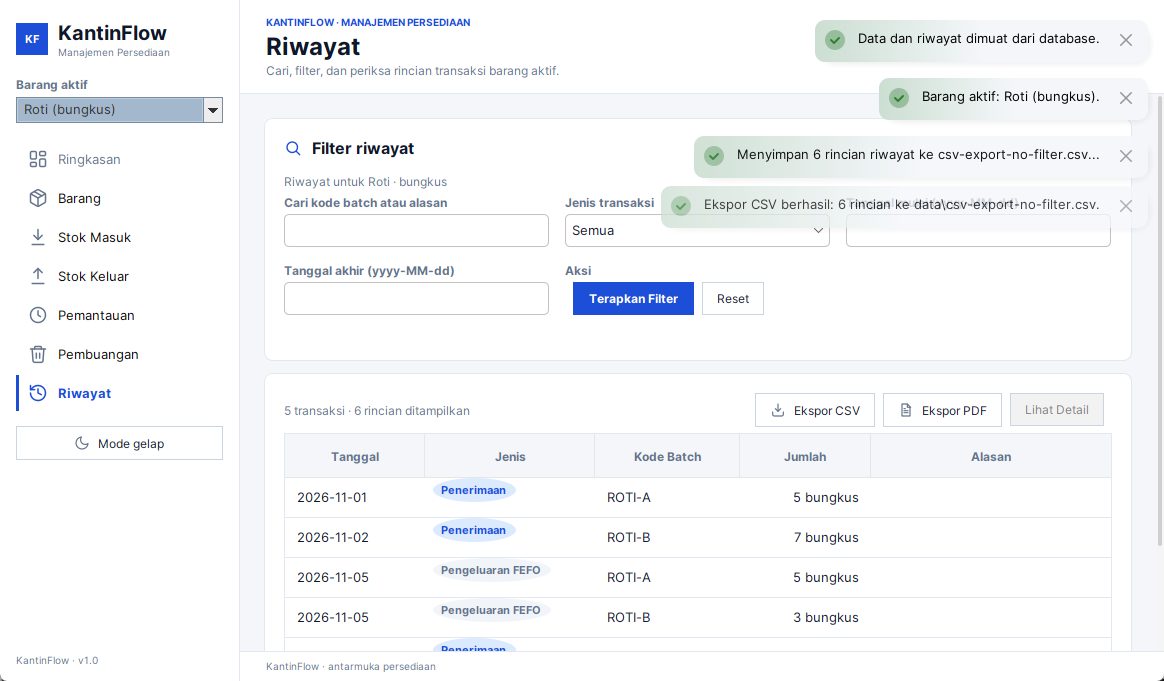 KF
KantinFlow
Manajemen Persediaan
Barang aktif
Roti (bungkus)
Ringkasan
Barang
Stok Masuk
Stok Keluar
Pemantauan
Pembuangan
Riwayat
Mode gelap
KantinFlow · v1.0
KANTINFLOW · MANAJEMEN PERSEDIAAN
Riwayat
Cari, filter, dan periksa rincian transaksi barang aktif.
Data dan riwayat dimuat dari database.
Barang aktif: Roti (bungkus).
Menyimpan 6 rincian riwayat ke csv-export-no-filter.csv...
Ekspor CSV berhasil: 6 rincian ke data\csv-export-no-filter.csv.
Filter riwayat
Riwayat untuk Roti · bungkus
Cari kode batch atau alasan
Jenis transaksi
Semua
Tanggal akhir (yyyy-MM-dd)
Aksi
Terapkan Filter
Reset
5 transaksi · 6 rincian ditampilkan
Ekspor CSV
Ekspor PDF
Lihat Detail
Tanggal Jenis Kode Batch Jumlah Alasan
2026-11-01 Penerimaan ROTI-A 5 bungkus
2026-11-02 Penerimaan ROTI-B 7 bungkus
2026-11-05 Pengeluaran FEFO ROTI-A 5 bungkus
2026-11-05 Pengeluaran FEFO ROTI-B 3 bungkus
Penerimaan
KantinFlow · antarmuka persediaan